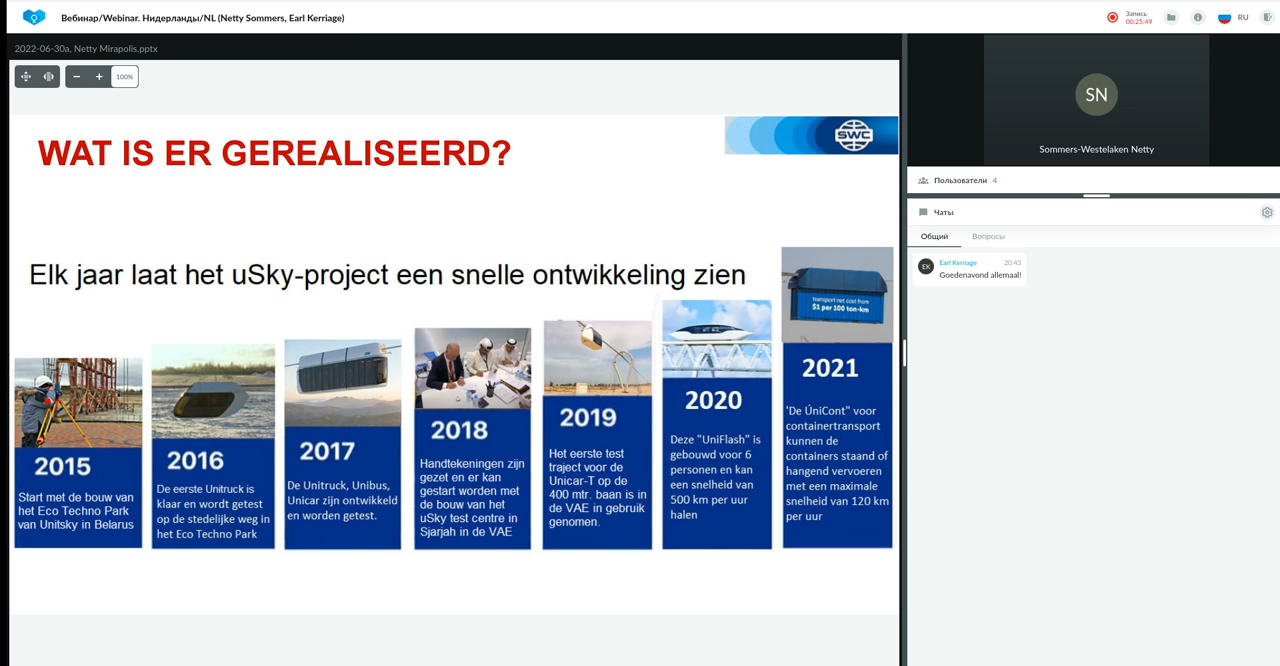 Вебинар/Webinar. Нидерланды/NL (Netty Sommers, Earl Kerriage)
Запись
00:25:49
RU
2022-06-30a, Netty Mirapolis.pptx
100%
WAT IS ER GEREALISEERD?
SWC
Elk jaar laat het uSky-project een snelle ontwikkeling zien
2015
Start met de bouw van
het Eco Techno Park
van Unitsky in Belarus
2016
De eerste Unitruck is
klaar en wordt getest
op de stedelijke weg in
het Eco Techno Park
2017
De Unitruck, Unibus,
Unicar zijn ontwikkeld
en worden getest.
2018
Handtekeningen zijn
gezet en er kan
gestart worden met
de bouw van het
uSky test centre in
Sjarjah in de VAE
2019
Het eerste test
traject voor de
Unicar-T op de
400 mtr. baan is in
de VAE in gebruik
genomen.
2020
Deze "UniFlash" is
gebouwd voor 6
personen en kan
een snelheid van
500 km per uur
halen
transport net cost from
$1 per 100 ton-km
2021
'De ÚniCont" voor
containertransport
kunnen de
containers staand of
hangend vervoeren
met een maximale
snelheid van 120 km
per uur
SN
Sommers-Westelaken Netty
Пользователи 4
Чаты
Общий
Вопросы
EK
Earl Kerriage
20:43
Goedenavond allemaal!